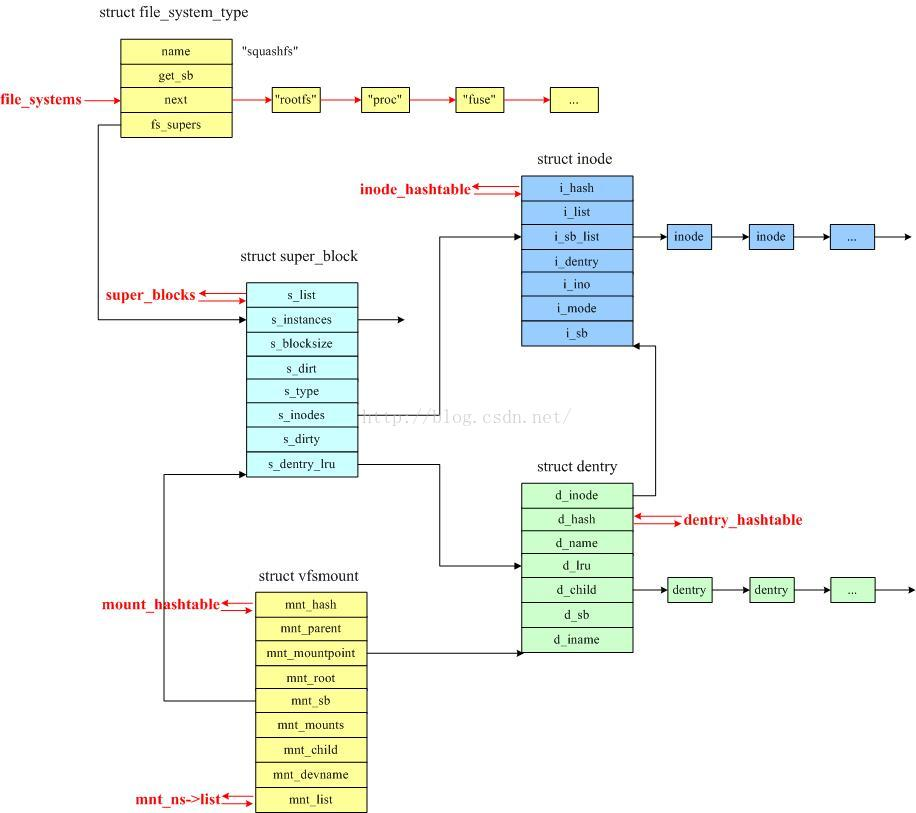 struct file_system_type
name "squashfs"
get_sb
file_systems next "rootfs" "proc" "fuse" ...
fs_supers
struct inode
inode_hashtable i_hash
i_list
i_sb_list inode inode ...
i_dentry
i_ino
i_mode
i_sb
struct super_block
super_blocks s_list
s_instances
s_blocksize
s_dirt
s_type
s_inodes
s_dirty
s_dentry_lru
http://blog.csdn.net/
struct dentry
d_inode
d_hash dentry_hashtable
d_name
d_lru
d_child dentry dentry ...
d_sb
d_iname
struct vfsmount
mount_hashtable mnt_hash
mnt_parent
mnt_mountpoint
mnt_root
mnt_sb
mnt_mounts
mnt_child
mnt_devname
mnt_ns->list mnt_list